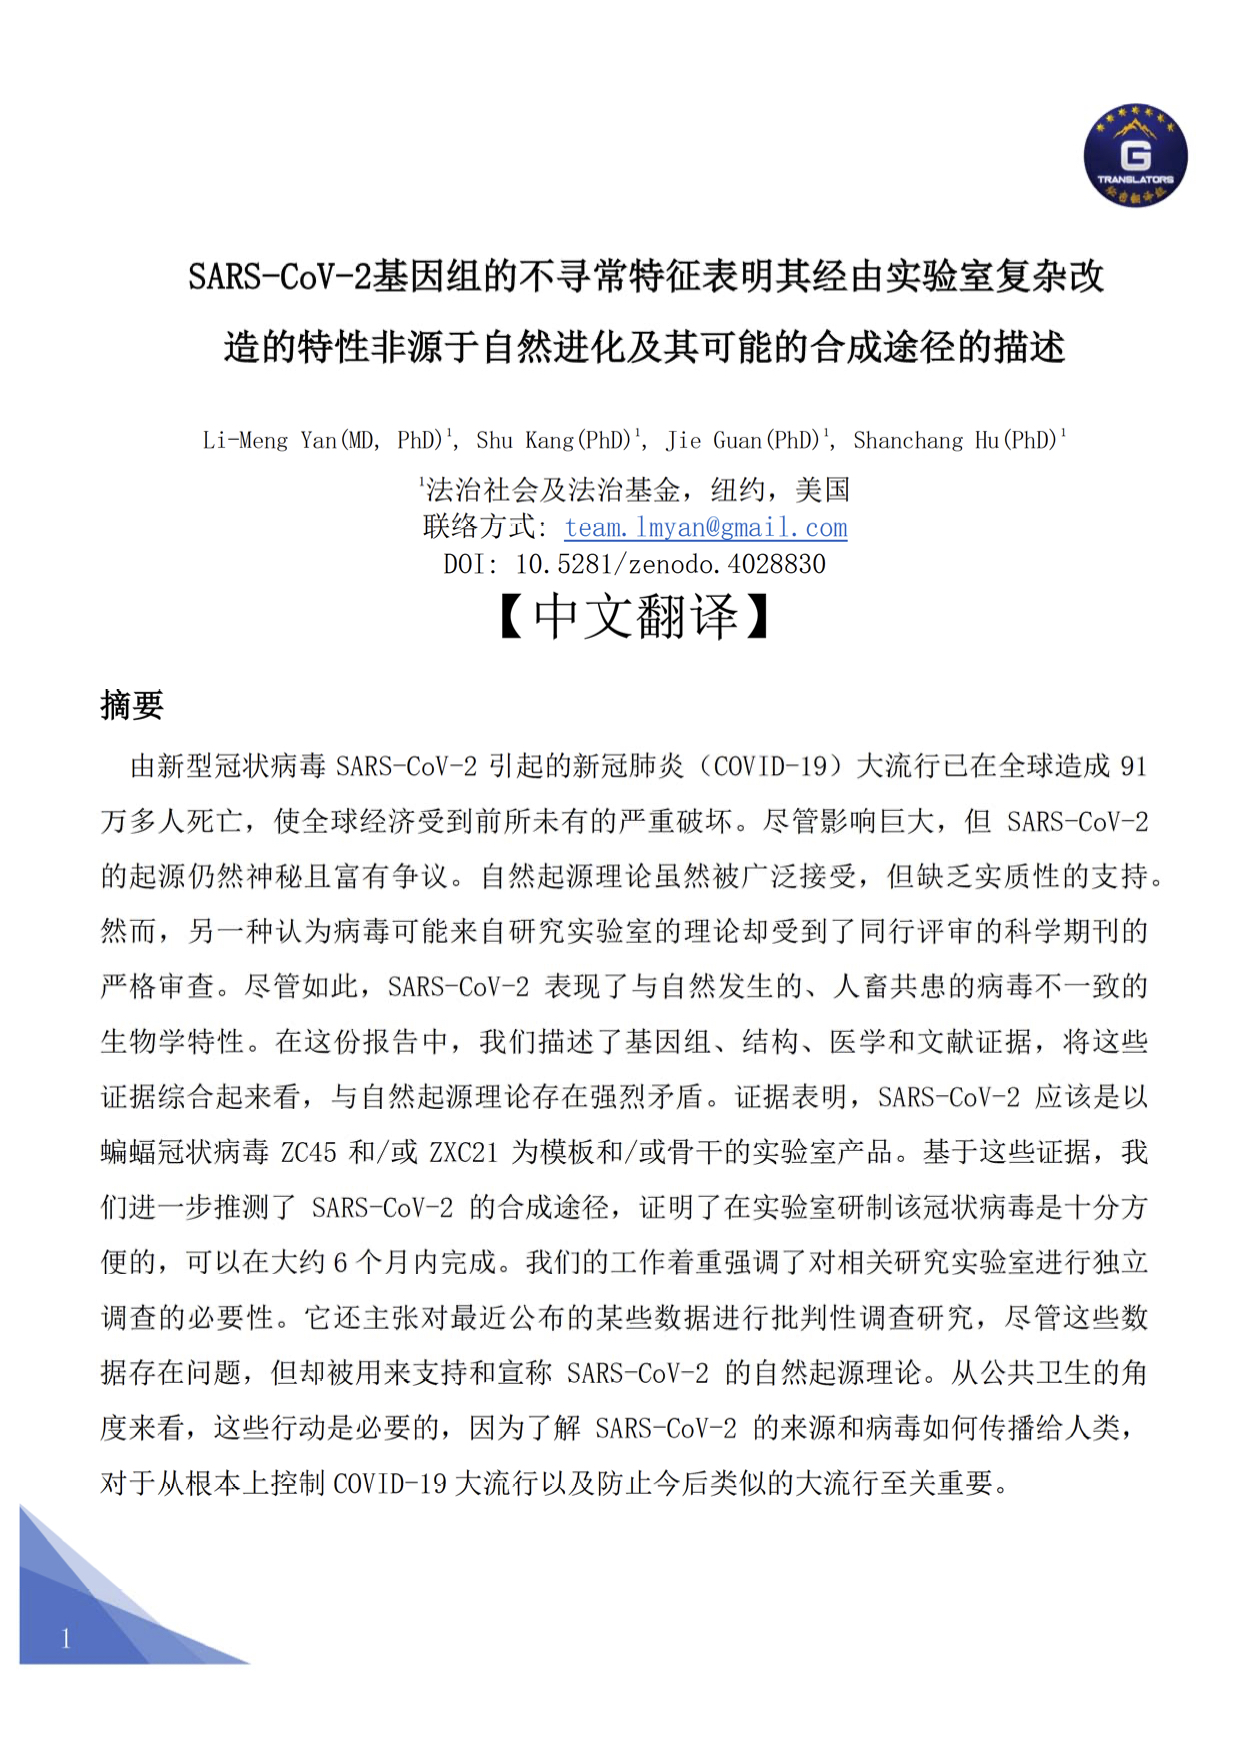 G
TRANSLATORS
SARS-CoV-2基因组的不寻常特征表明其经由实验室复杂改
造的特性非源于自然进化及其可能的合成途径的描述
Li-Meng Yan(MD, PhD)¹, Shu Kang(PhD)¹, Jie Guan(PhD)¹, Shanchang Hu(PhD)¹
¹法治社会及法治基金，纽约，美国
联络方式: team.lmyan@gmail.com
DOI: 10.5281/zenodo.4028830
【中文翻译】
摘要
由新型冠状病毒 SARS-CoV-2 引起的新冠肺炎（COVID-19）大流行已在全球造成 91
万多人死亡，使全球经济受到前所未有的严重破坏。尽管影响巨大，但 SARS-CoV-2
的起源仍然神秘且富有争议。自然起源理论虽然被广泛接受，但缺乏实质性的支持。
然而，另一种认为病毒可能来自研究实验室的理论却受到了同行评审的科学期刊的
严格审查。尽管如此，SARS-CoV-2 表现了与自然发生的、人畜共患的病毒不一致的
生物学特性。在这份报告中，我们描述了基因组、结构、医学和文献证据，将这些
证据综合起来看，与自然起源理论存在强烈矛盾。证据表明，SARS-CoV-2 应该是以
蝙蝠冠状病毒 ZC45 和/或 ZXC21 为模板和/或骨干的实验室产品。基于这些证据，我
们进一步推测了 SARS-CoV-2 的合成途径，证明了在实验室研制该冠状病毒是十分方
便的，可以在大约 6 个月内完成。我们的工作着重强调了对相关研究实验室进行独立
调查的必要性。它还主张对最近公布的某些数据进行批判性调查研究，尽管这些数
据存在问题，但却被用来支持和宣称 SARS-CoV-2 的自然起源理论。从公共卫生的角
度来看，这些行动是必要的，因为了解 SARS-CoV-2 的来源和病毒如何传播给人类，
对于从根本上控制 COVID-19 大流行以及防止今后类似的大流行至关重要。
1